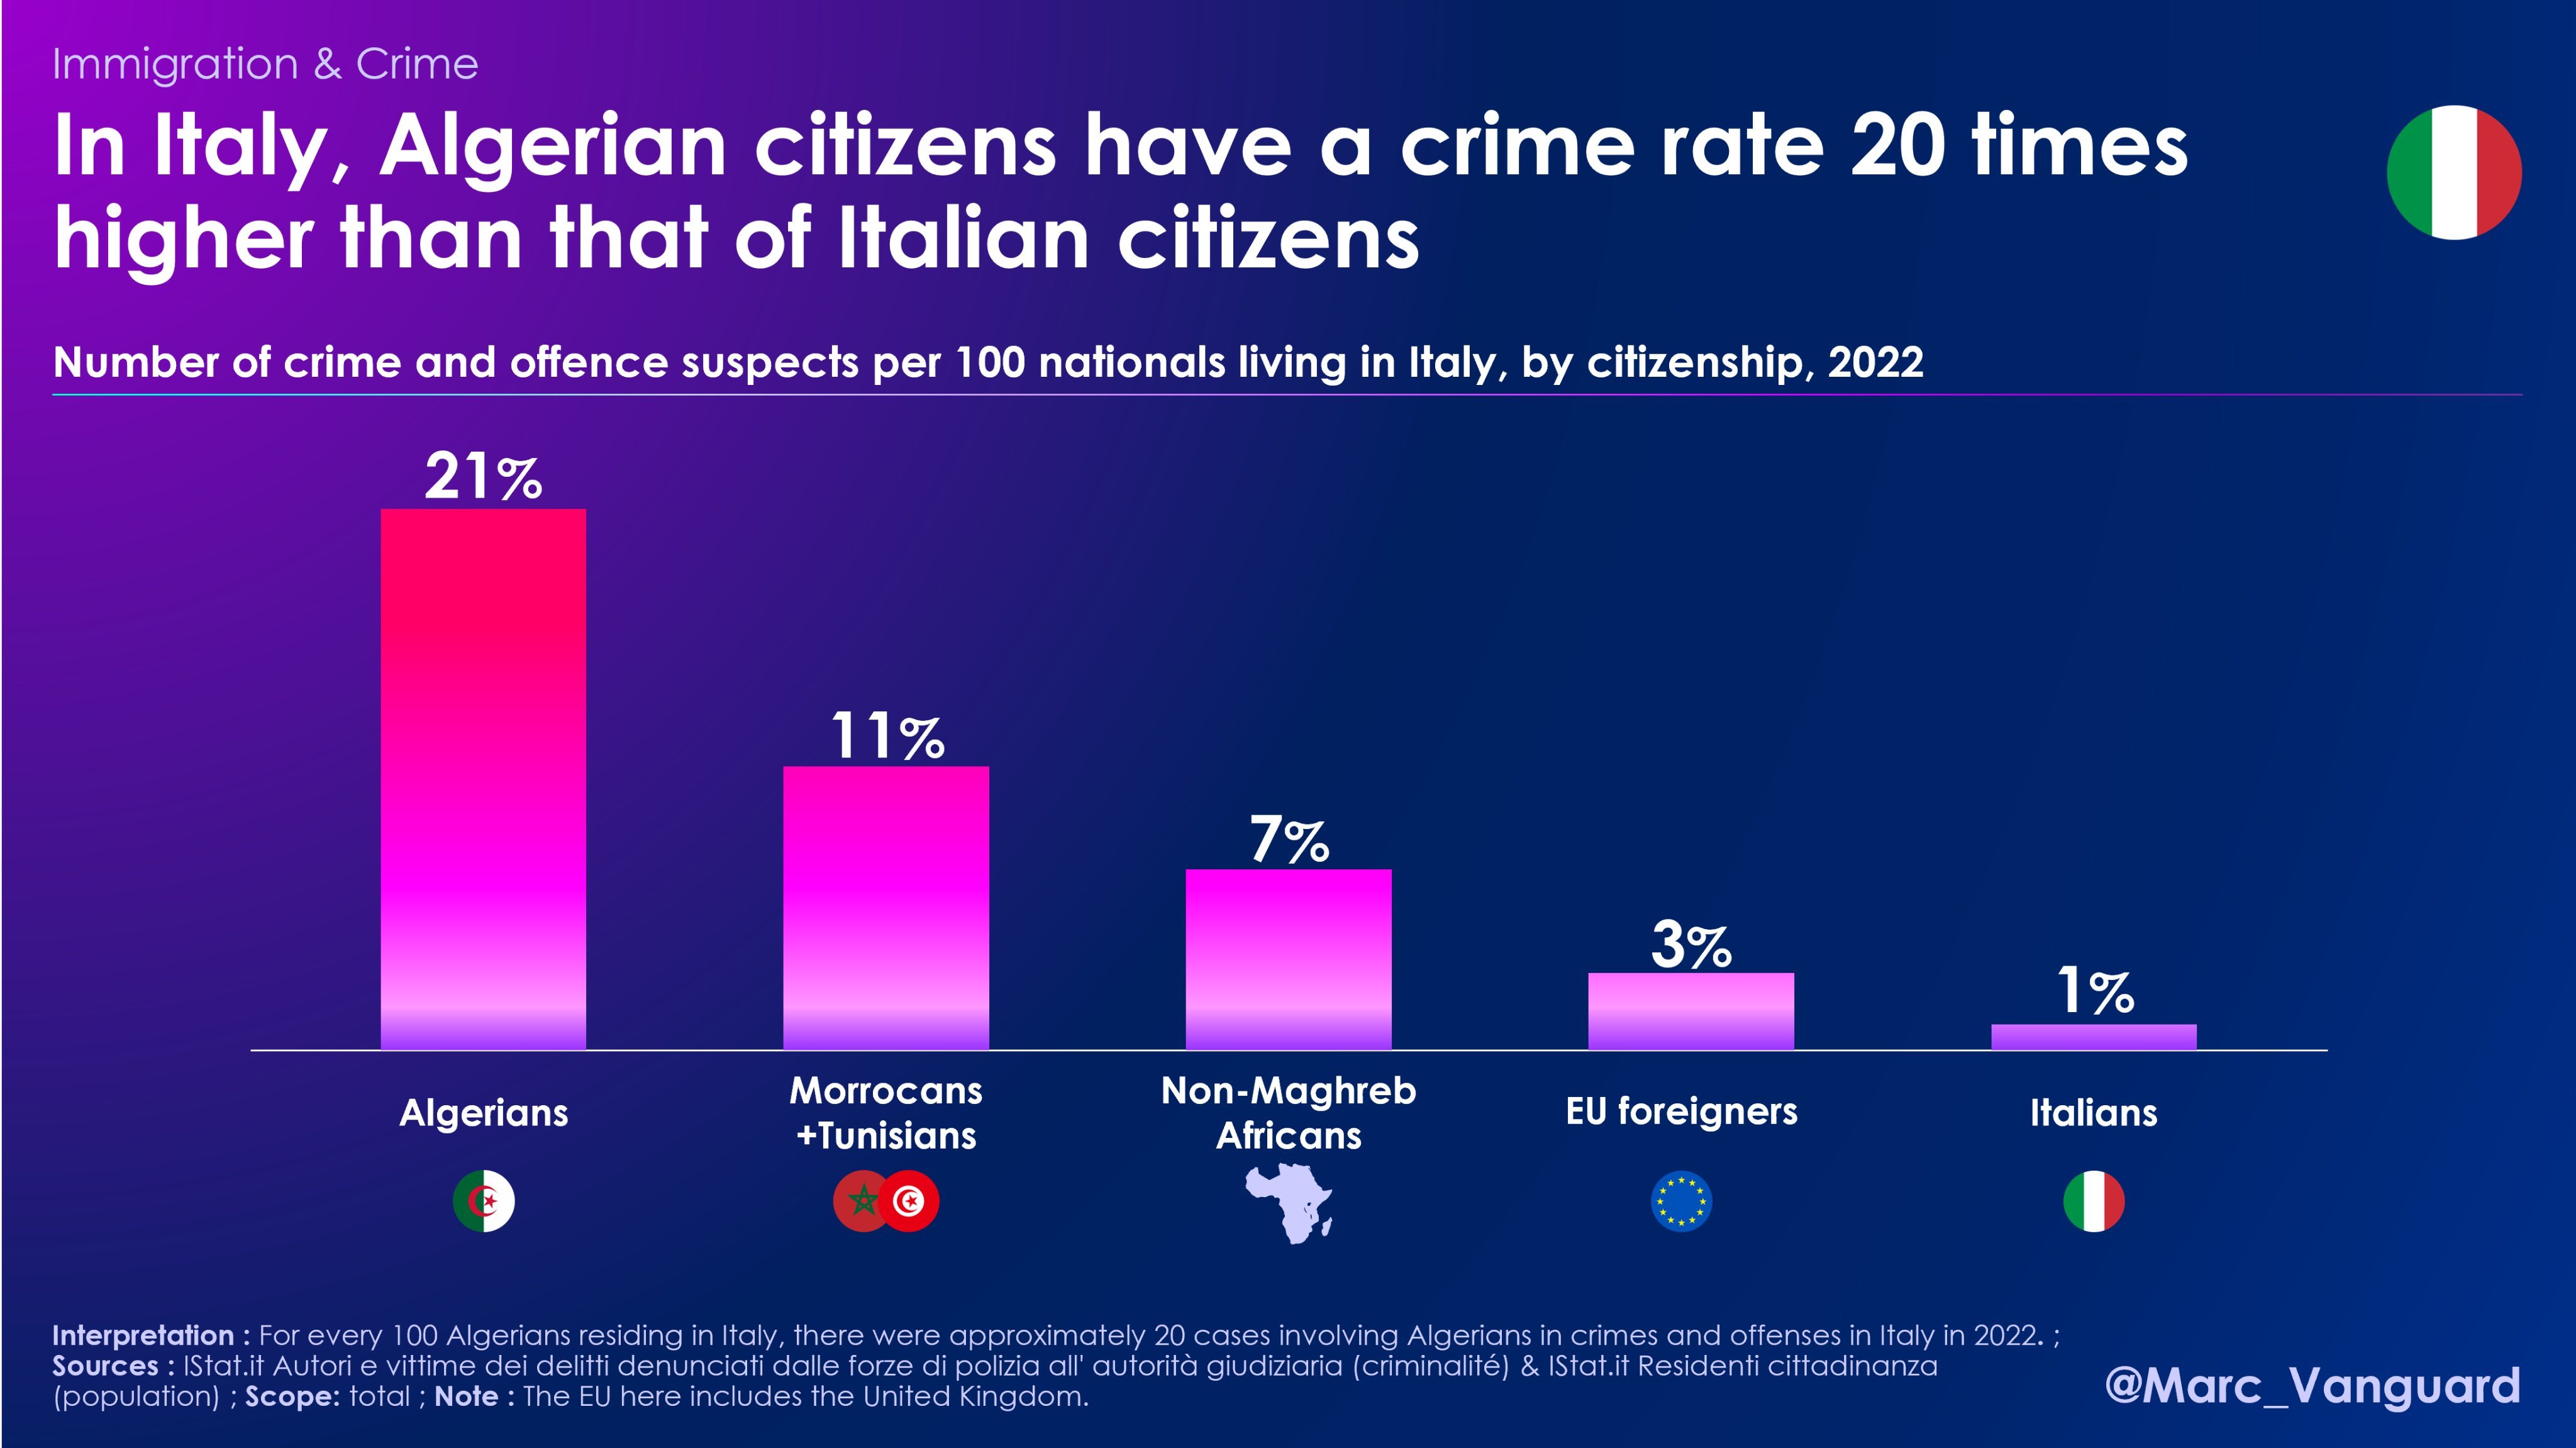 Immigration & Crime
In Italy, Algerian citizens have a crime rate 20 times
higher than that of Italian citizens
Number of crime and offence suspects per 100 nationals living in Italy, by citizenship, 2022
21%
11%
7%
3%
1%
Algerians
Morrocans
+Tunisians
Non-Maghreb
Africans
EU foreigners
Italians
Interpretation : For every 100 Algerians residing in Italy, there were approximately 20 cases involving Algerians in crimes and offenses in Italy in 2022. ;
Sources : IStat.it Autori e vittime dei delitti denunciati dalle forze di polizia all' autorità giudiziaria (criminalité) & IStat.it Residenti cittadinanza
(population) ; Scope: total ; Note : The EU here includes the United Kingdom.
@Marc_Vanguard